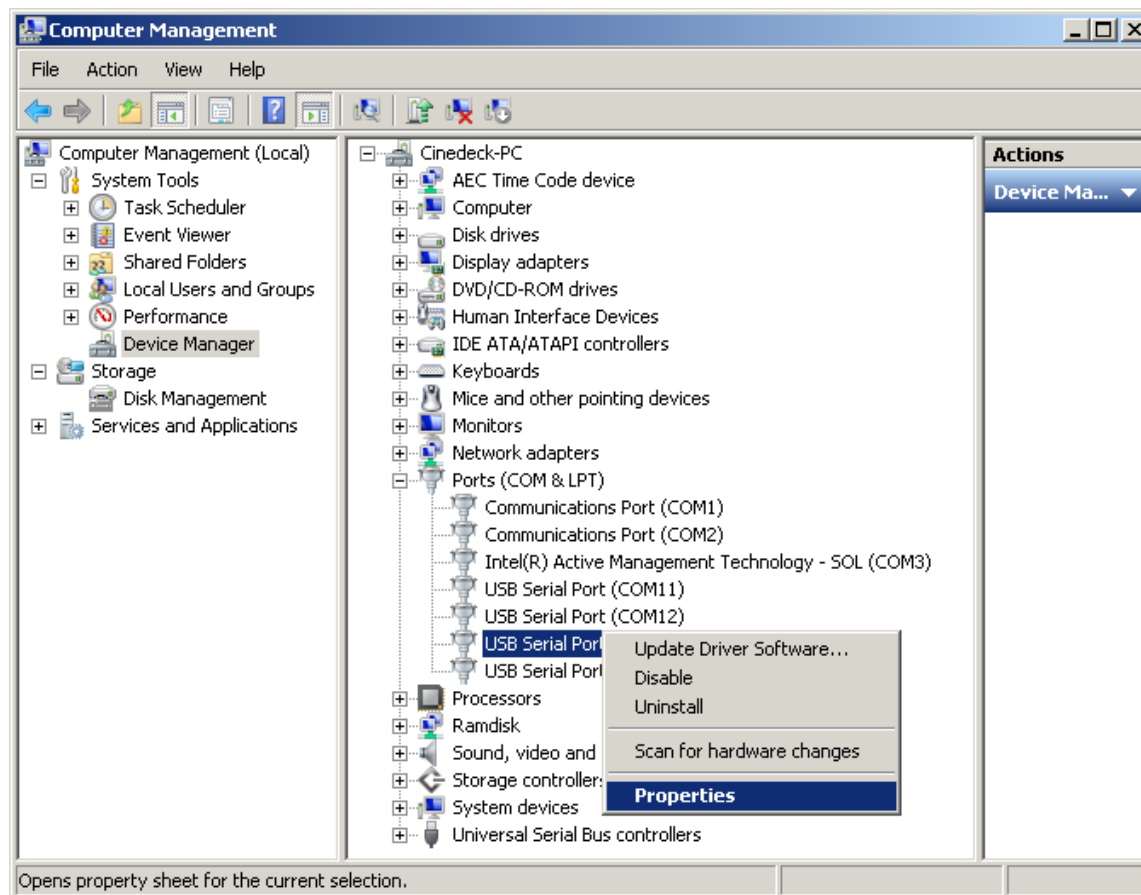 Computer Management
File Action View Help
Computer Management (Local)
System Tools
Task Scheduler
Event Viewer
Shared Folders
Local Users and Groups
Performance
Device Manager
Storage
Disk Management
Services and Applications
Cinedeck-PC
AEC Time Code device
Computer
Disk drives
Display adapters
DVD/CD-ROM drives
Human Interface Devices
IDE ATA/ATAPI controllers
Keyboards
Mice and other pointing devices
Monitors
Network adapters
Ports (COM & LPT)
Communications Port (COM1)
Communications Port (COM2)
Intel(R) Active Management Technology - SOL (COM3)
USB Serial Port (COM11)
USB Serial Port (COM12)
USB Serial Port
USB Serial Port
Processors
Ramdisk
Sound, video and
Storage controllers
System devices
Universal Serial Bus controllers
Update Driver Software...
Disable
Uninstall
Scan for hardware changes
Properties
Actions
Device Ma...
Opens property sheet for the current selection.